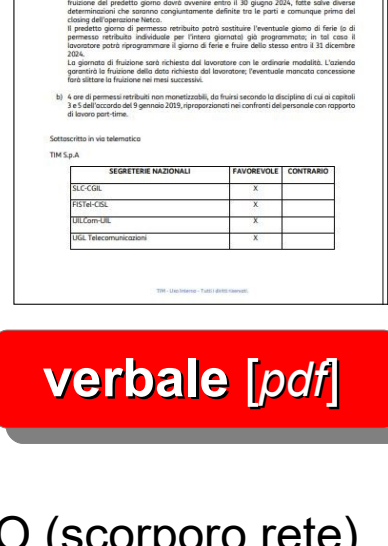 fruizione del predetto giorno dovrà avvenire entro il 30 giugno 2024, fatte salve diverse
determinazioni che saranno congiuntamente definite tra le parti e comunque prima del
closing dell'operazione Netco.
Il predetto giorno di permesso retribuito potrà sostituire l'eventuale giorno di ferie (o di
permesso retribuito individuale per l'intera giornata) già programmato; in tal caso il
lavoratore potrà riprogrammare il giorno di ferie e fruire dello stesso entro il 31 dicembre
2024.
La giornata di fruizione sarà richiesta dal lavoratore con le ordinarie modalità. L'azienda
garantirà la fruizione della data richiesta dal lavoratore; l'eventuale mancata concessione
farà slittare la fruizione nei mesi successivi.
b) 4 ore di permessi retribuiti non monetizzabili, da fruirsi secondo la disciplina di cui ai capitoli
3 e 5 dell'accordo del 9 gennaio 2019, riproporzionati nei confronti del personale con rapporto
di lavoro part-time.
Sottoscritto in via telematica
TIM S.p.A
SEGRETERIE NAZIONALI FAVOREVOLE CONTRARIO
SLC-CGIL X
FISTel-CISL X
UILCom-UIL X
UGL Telecomunicazioni X
TIM - Uso Interno - Tutti i diritti riservati.
verbale [pdf]
O (scorporo rete)